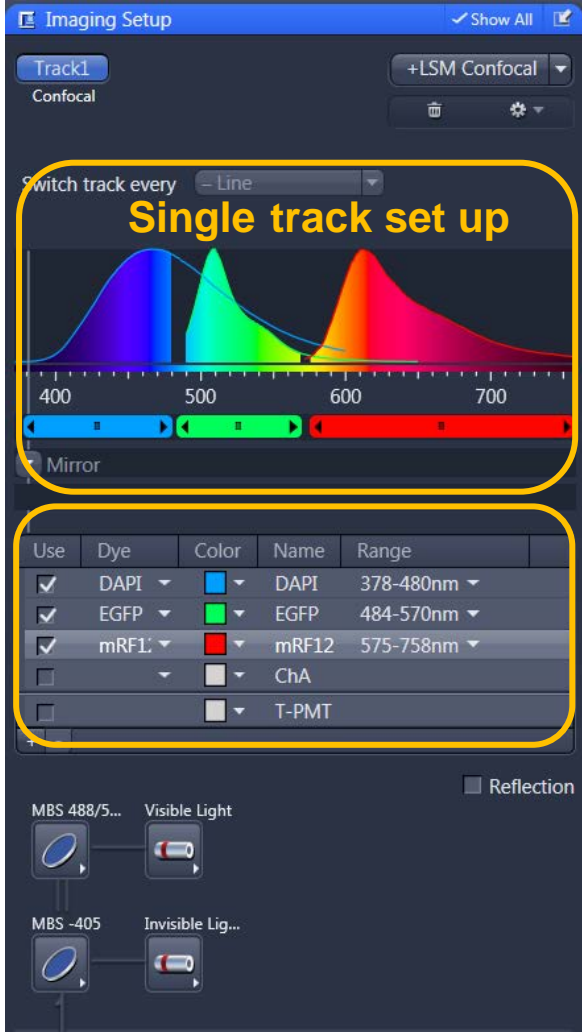 Imaging Setup Show All
Track1 +LSM Confocal
Confocal
Switch track every – Line
Single track set up
400 500 600 700
Mirror
Use Dye Color Name Range
DAPI DAPI 378-480nm
EGFP EGFP 484-570nm
mRF1: mRF12 575-758nm
ChA
T-PMT
+ -
Reflection
MBS 488/5... Visible Light
MBS -405 Invisible Lig...